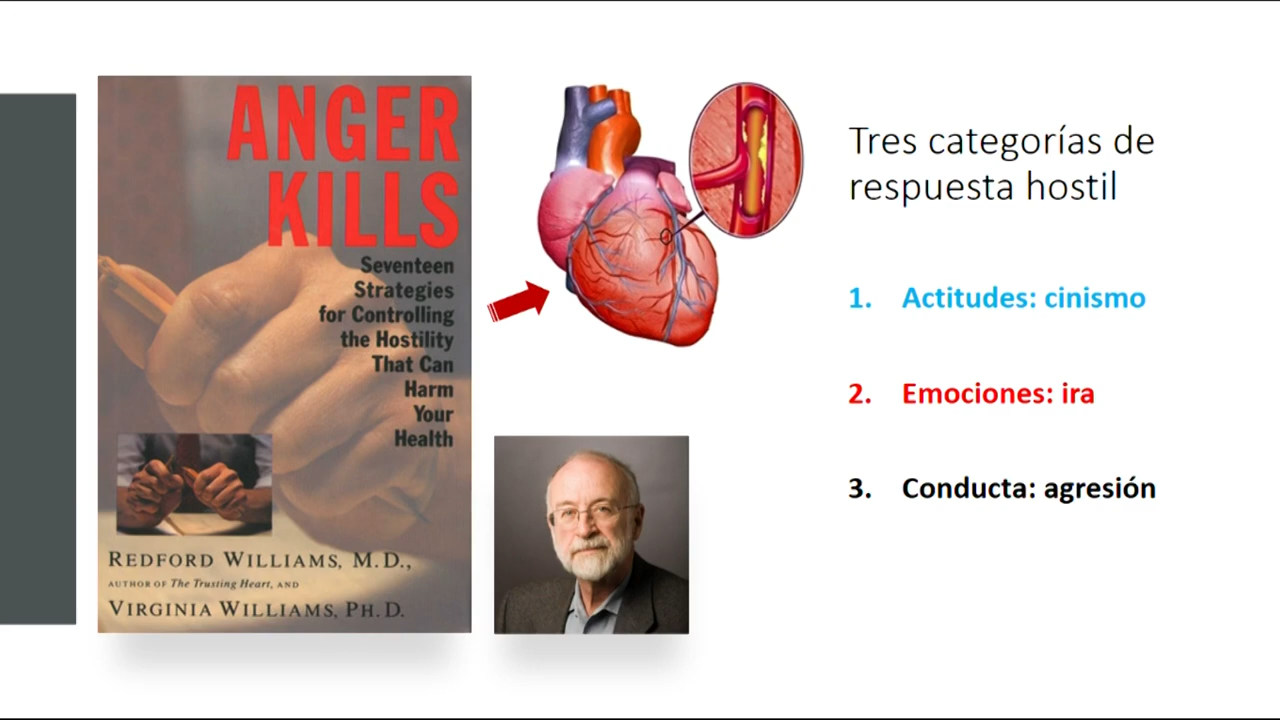 ANGER
KILLS
Seventeen
Strategies
for Controlling
the Hostility
That Can
Harm
Your
Health
REDFORD WILLIAMS, M.D.,
AUTHOR OF The Trusting Heart, AND
VIRGINIA WILLIAMS, PH.D.
Tres categorías de
respuesta hostil
1. Actitudes: cinismo
2. Emociones: ira
3. Conducta: agresión